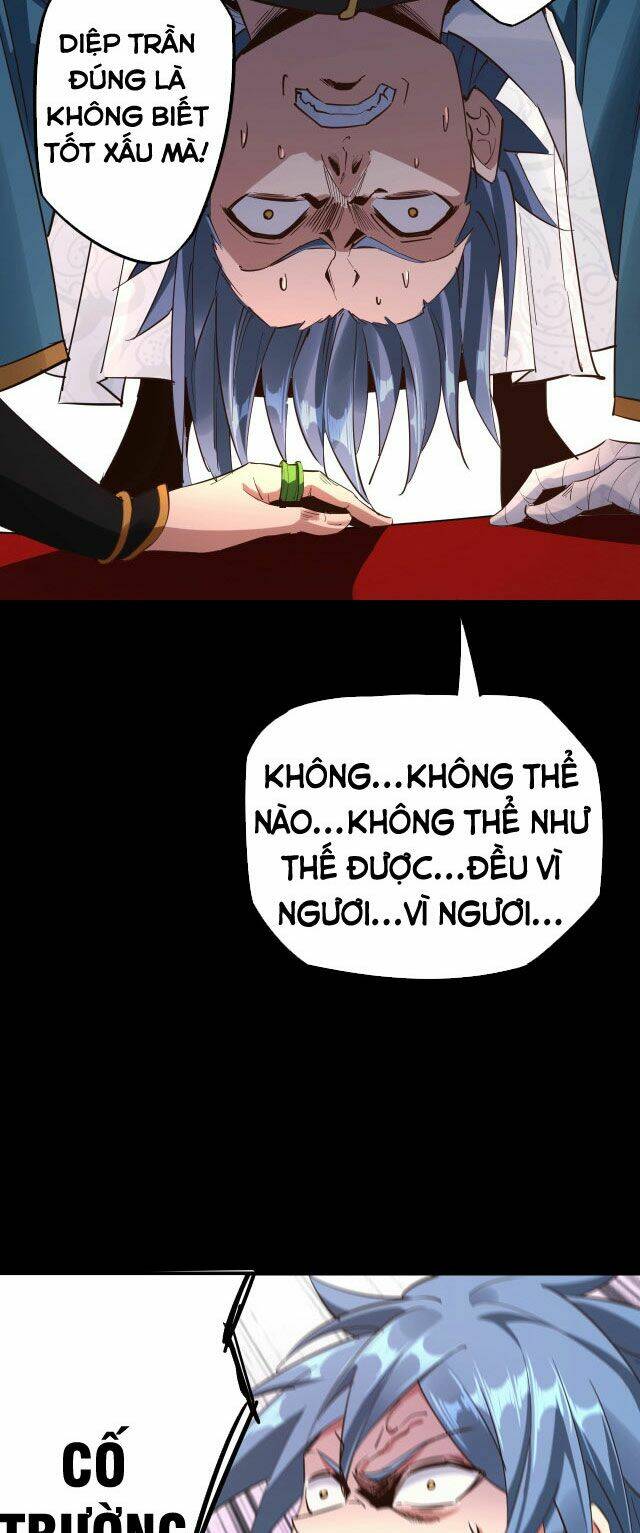 DIỆP TRẦN
ĐÚNG LÀ
KHÔNG BIẾT
TỐT XẤU MÀ!
KHÔNG...KHÔNG THỂ
NÀO...KHÔNG THỂ NHƯ
THẾ ĐƯỢC...ĐỀU VÌ
NGƯƠI...VÌ NGƯƠI...
CỐ
TRƯỜNG